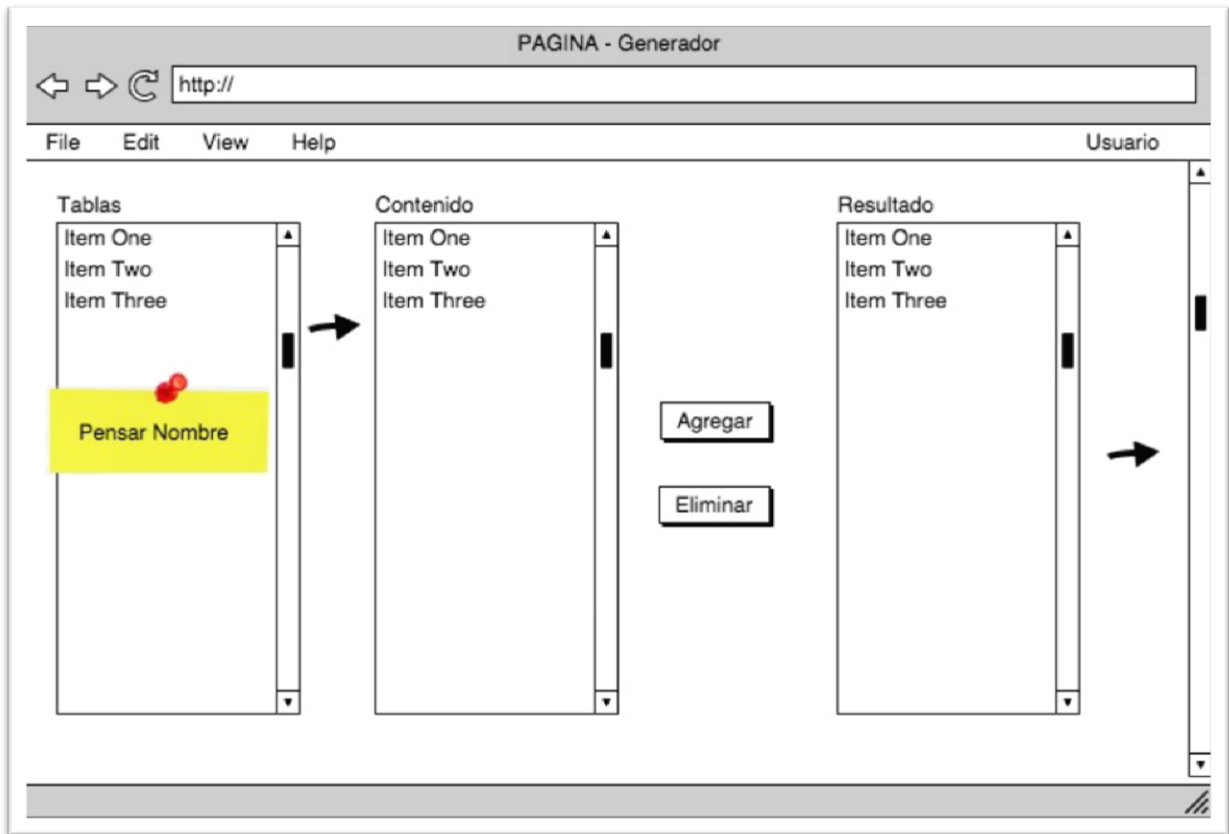 PAGINA - Generador
http://
File Edit View Help Usuario
Tablas Contenido Resultado
Item One Item One Item One
Item Two Item Two Item Two
Item Three Item Three Item Three
Pensar Nombre
Agregar
Eliminar